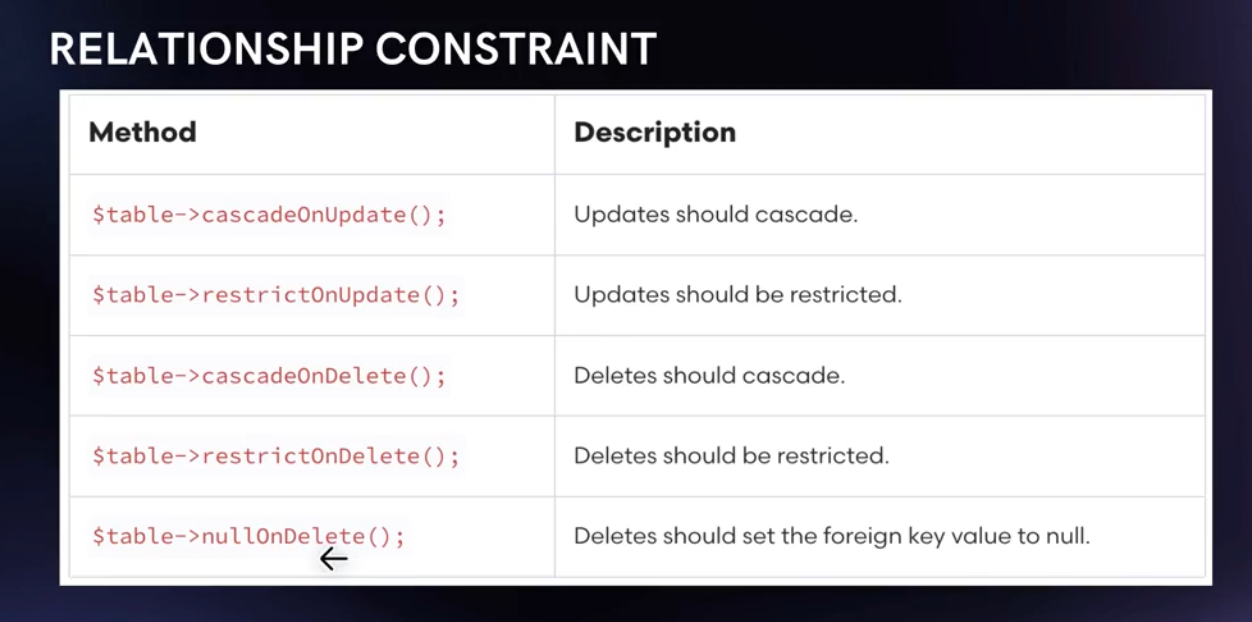 RELATIONSHIP CONSTRAINT
Method Description
$table->cascadeOnUpdate(); Updates should cascade.
$table->restrictOnUpdate(); Updates should be restricted.
$table->cascadeOnDelete(); Deletes should cascade.
$table->restrictOnDelete(); Deletes should be restricted.
$table->nullOnDelete(); Deletes should set the foreign key value to null.